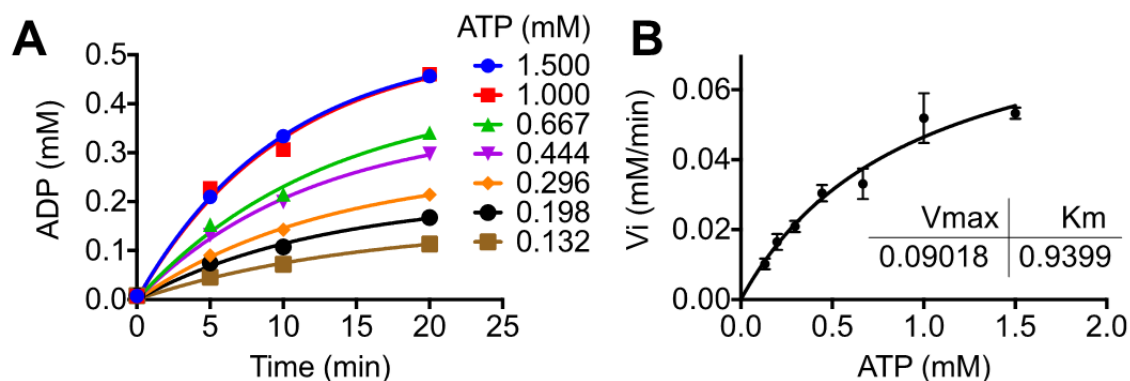 A
ADP (mM)
0.5
0.4
0.3
0.2
0.1
0.0
0 5 10 15 20 25
Time (min)
ATP (mM)
1.500
1.000
0.667
0.444
0.296
0.198
0.132
B
Vi (mM/min)
0.06
0.04
0.02
0.00
0.0 0.5 1.0 1.5 2.0
ATP (mM)
Vmax Km
0.09018 0.9399